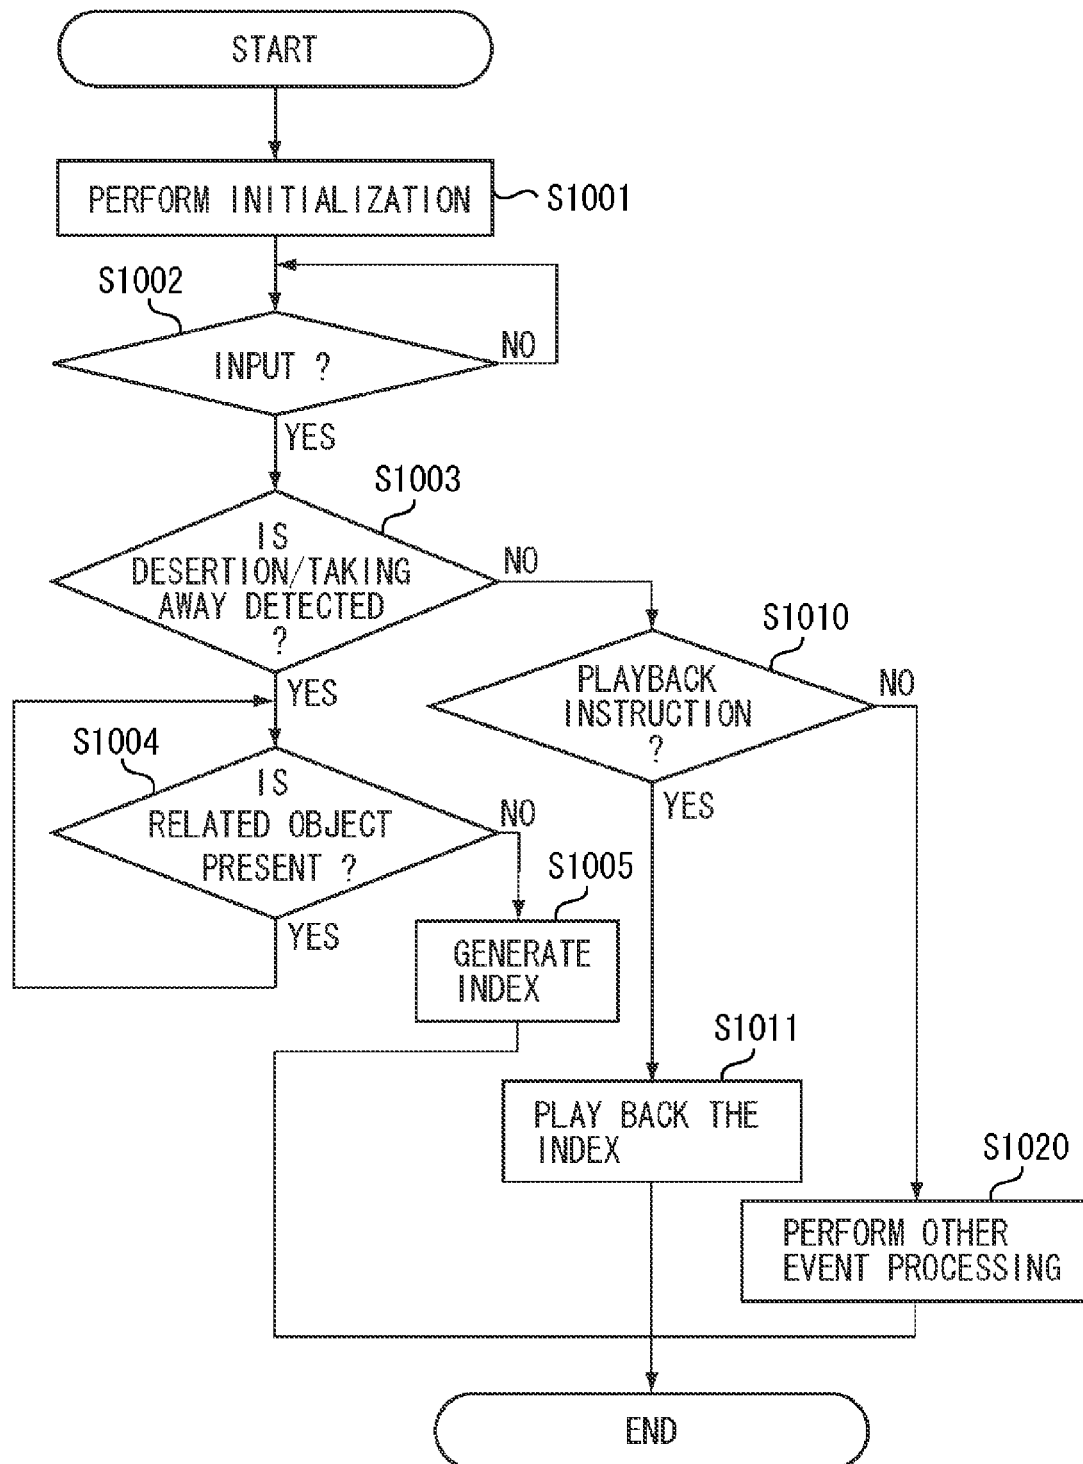 START
PERFORM INITIALIZATION
S1001
S1002
INPUT ?
NO
YES
S1003
IS
DESERTION/TAKING
AWAY DETECTED
?
NO
YES
S1010
PLAYBACK
INSTRUCTION
?
NO
YES
S1004
IS
RELATED OBJECT
PRESENT ?
NO
YES
S1005
GENERATE
INDEX
S1011
PLAY BACK THE
INDEX
S1020
PERFORM OTHER
EVENT PROCESSING
END